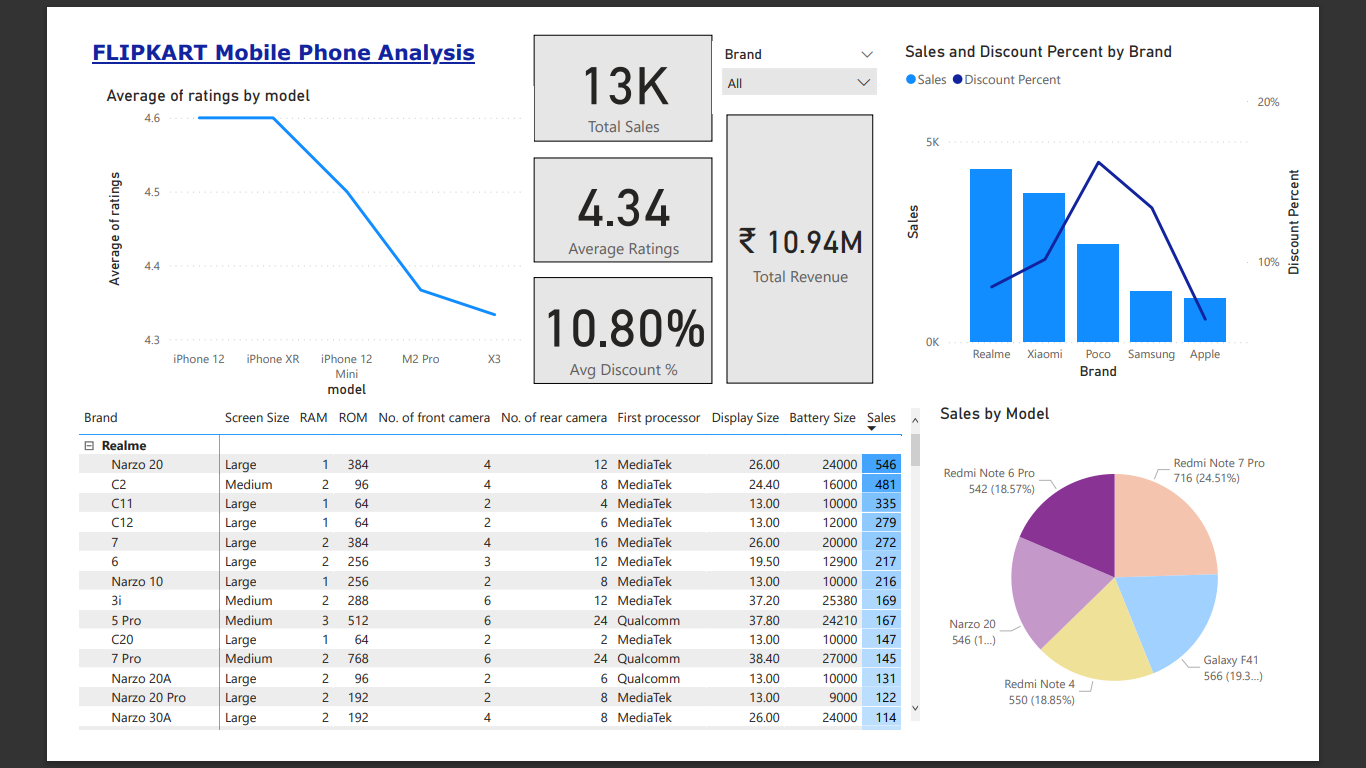 FLIPKART Mobile Phone Analysis
Average of ratings by model
4.6
4.5
4.4
4.3
Average of ratings
iPhone 12
iPhone XR
iPhone 12
Mini
M2 Pro
X3
model
13K
Total Sales
4.34
Average Ratings
10.80%
Avg Discount %
Brand
All
₹ 10.94M
Total Revenue
Sales and Discount Percent by Brand
Sales Discount Percent
5K
0K
Sales
20%
10%
Discount Percent
Realme Xiaomi Poco Samsung Apple
Brand
Brand Screen Size RAM ROM No. of front camera No. of rear camera First processor Display Size Battery Size Sales
Realme
Narzo 20 Large 1 384 4 12 MediaTek 26.00 24000 546
C2 Medium 2 96 4 8 MediaTek 24.40 16000 481
C11 Large 1 64 2 4 MediaTek 13.00 10000 335
C12 Large 1 64 2 6 MediaTek 13.00 12000 279
7 Large 2 384 4 16 MediaTek 26.00 20000 272
6 Large 2 256 3 12 MediaTek 19.50 12900 217
Narzo 10 Large 1 256 2 8 MediaTek 13.00 10000 216
3i Medium 2 288 6 12 MediaTek 37.20 25380 169
5 Pro Medium 3 512 6 24 Qualcomm 37.80 24210 167
C20 Large 1 64 2 2 MediaTek 13.00 10000 147
7 Pro Medium 2 768 6 24 Qualcomm 38.40 27000 145
Narzo 20A Large 2 96 2 6 Qualcomm 13.00 10000 131
Narzo 20 Pro Large 2 192 2 8 MediaTek 13.00 9000 122
Narzo 30A Large 2 192 4 8 MediaTek 26.00 24000 114
Sales by Model
Redmi Note 7 Pro
716 (24.51%)
Galaxy F41
566 (19.3...)
Redmi Note 4
550 (18.85%)
Narzo 20
546 (1...)
Redmi Note 6 Pro
542 (18.57%)